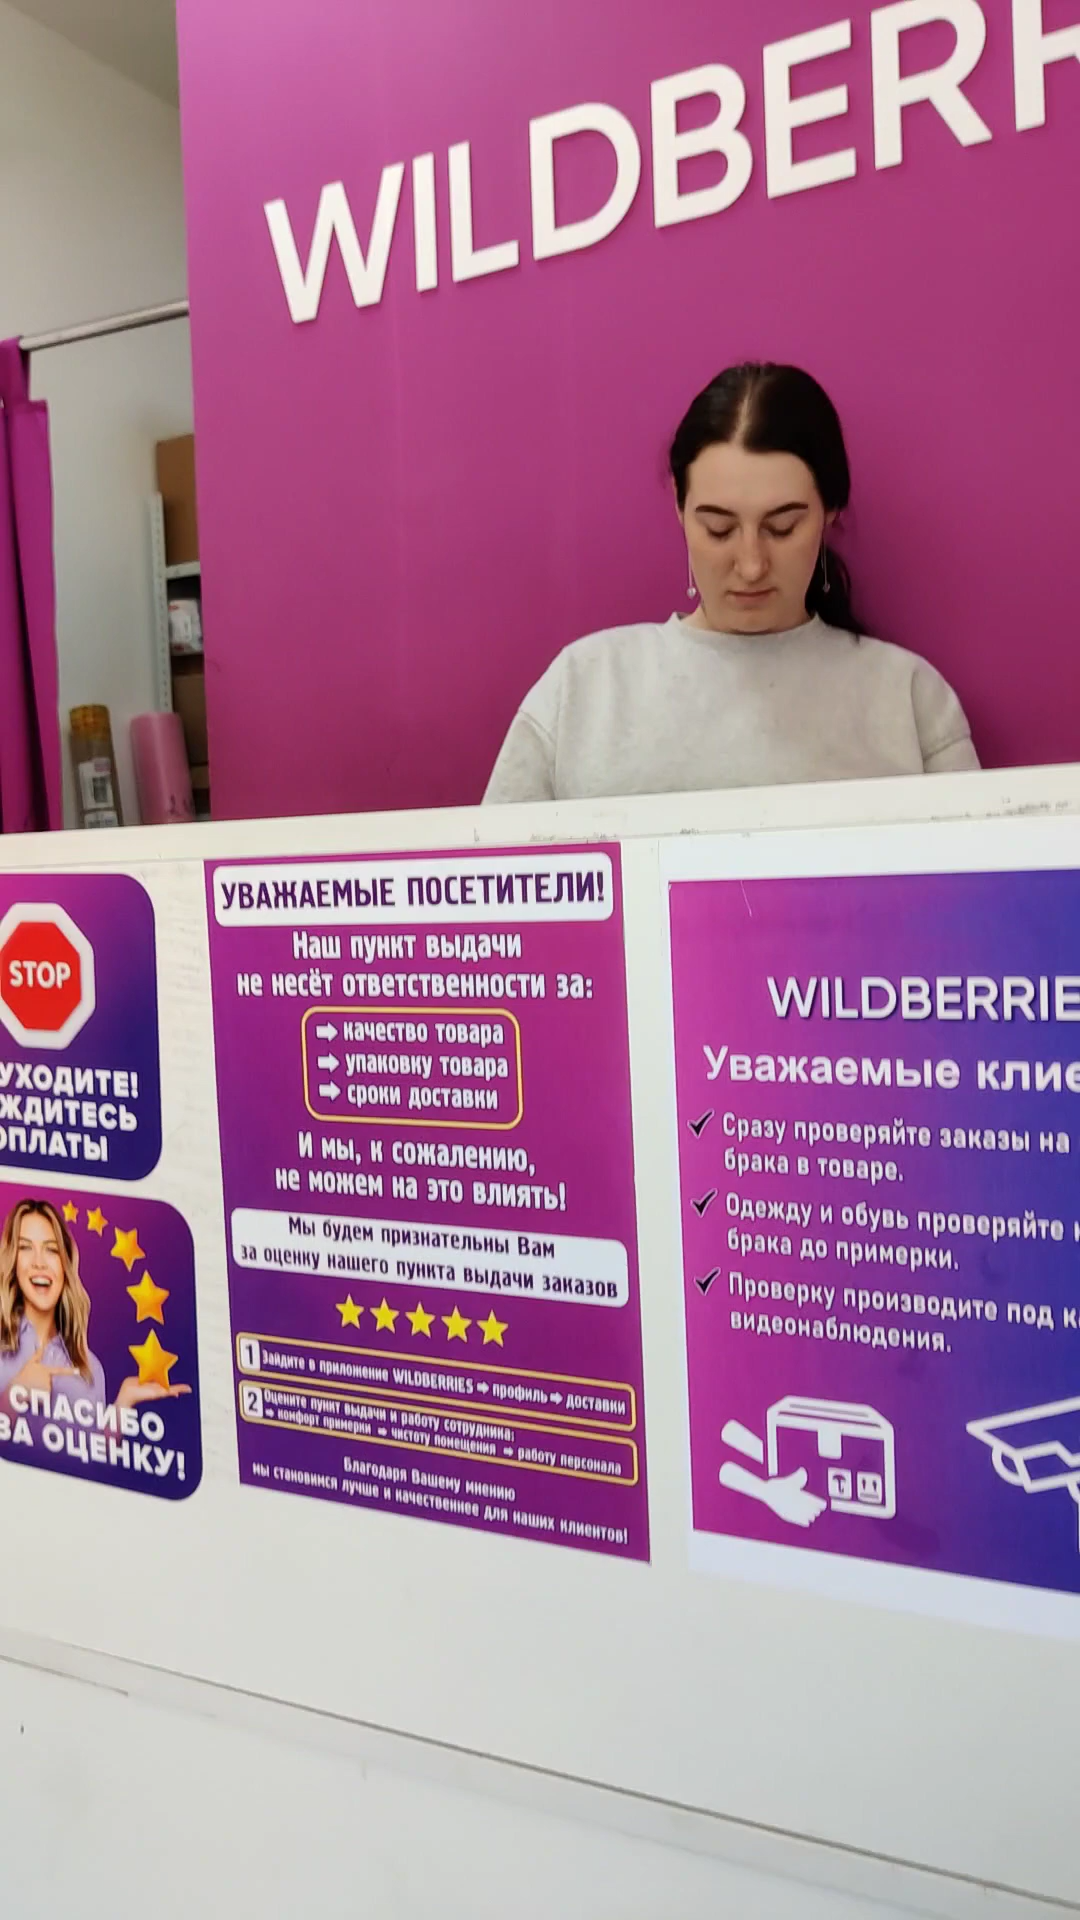 WILDBERR
STOP
УХОДИТЕ!
ЖДИТЕСЬ
ОПЛАТЫ
СПАСИБО
ЗА ОЦЕНКУ!
УВАЖАЕМЫЕ ПОСЕТИТЕЛИ!
Наш пункт выдачи
не несёт ответственности за:
➡ качество товара
➡ упаковку товара
➡ сроки доставки
И мы, к сожалению,
не можем на это влиять!
Мы будем признательны Вам
за оценку нашего пункта выдачи заказов
1 Зайдите в приложение WILDBERRIES ➡ профиль ➡ доставки
2 Оцените пункт выдачи и работу сотрудника:
➡ комфорт примерки ➡ чистоту помещения ➡ работу персонала
Благодаря Вашему мнению
мы становимся лучше и качественнее для наших клиентов!
WILDBERRIE
Уважаемые клие
✓ Сразу проверяйте заказы на
брака в товаре.
✓ Одежду и обувь проверяйте
брака до примерки.
✓ Проверку производите под к
видеонаблюдения.